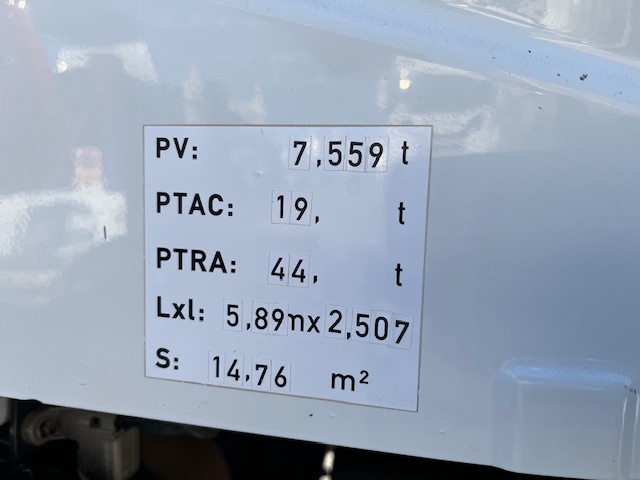 PV: 7,559 t
PTAC: 19, t
PTRA: 44, t
Lxl: 5,89mx2,507
S: 14,76 m²